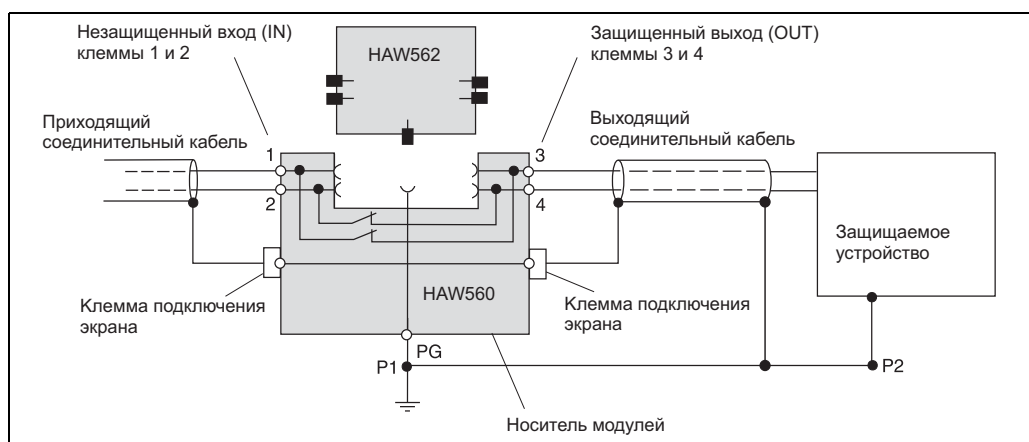 Незащищенный вход (IN)
клеммы 1 и 2
HAW562
Защищенный выход (OUT)
клеммы 3 и 4
Приходящий
соединительный кабель
Выходящий
соединительный кабель
1
3
2
4
Защищаемое
устройство
Клемма подключения
экрана
HAW560
Клемма подключения
экрана
PG
P1
P2
Носитель модулей